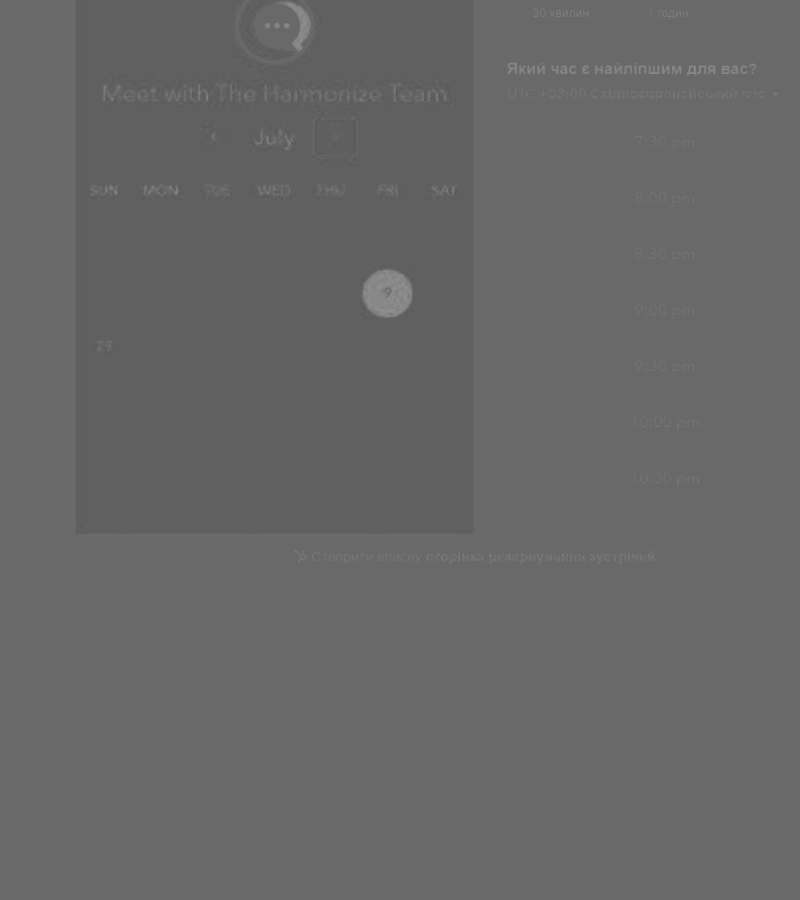 30 хвилин 1 годин
Meet with The Harmonize Team
July
SUN MON TUE WED THU FRI SAT
9
Який час є найліпшим для вас?
UTC +03:00 Східноєвропейський час
7:30 pm
8:00 pm
8:30 pm
9:00 pm
9:30 pm
10:00 pm
10:30 pm
Створити власну сторінка резервування зустрічей